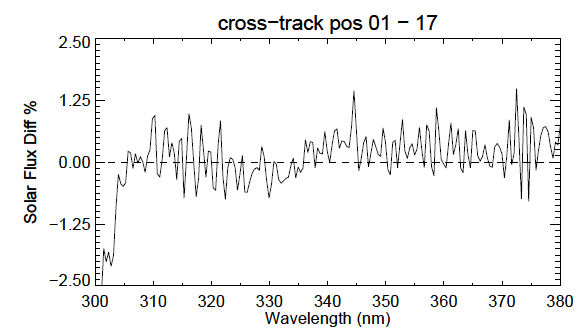 cross−track pos 01 − 17
Solar Flux Diff %
2.50
1.25
0.00
−1.25
−2.50
300 310 320 330 340 350 360 370 380
Wavelength (nm)